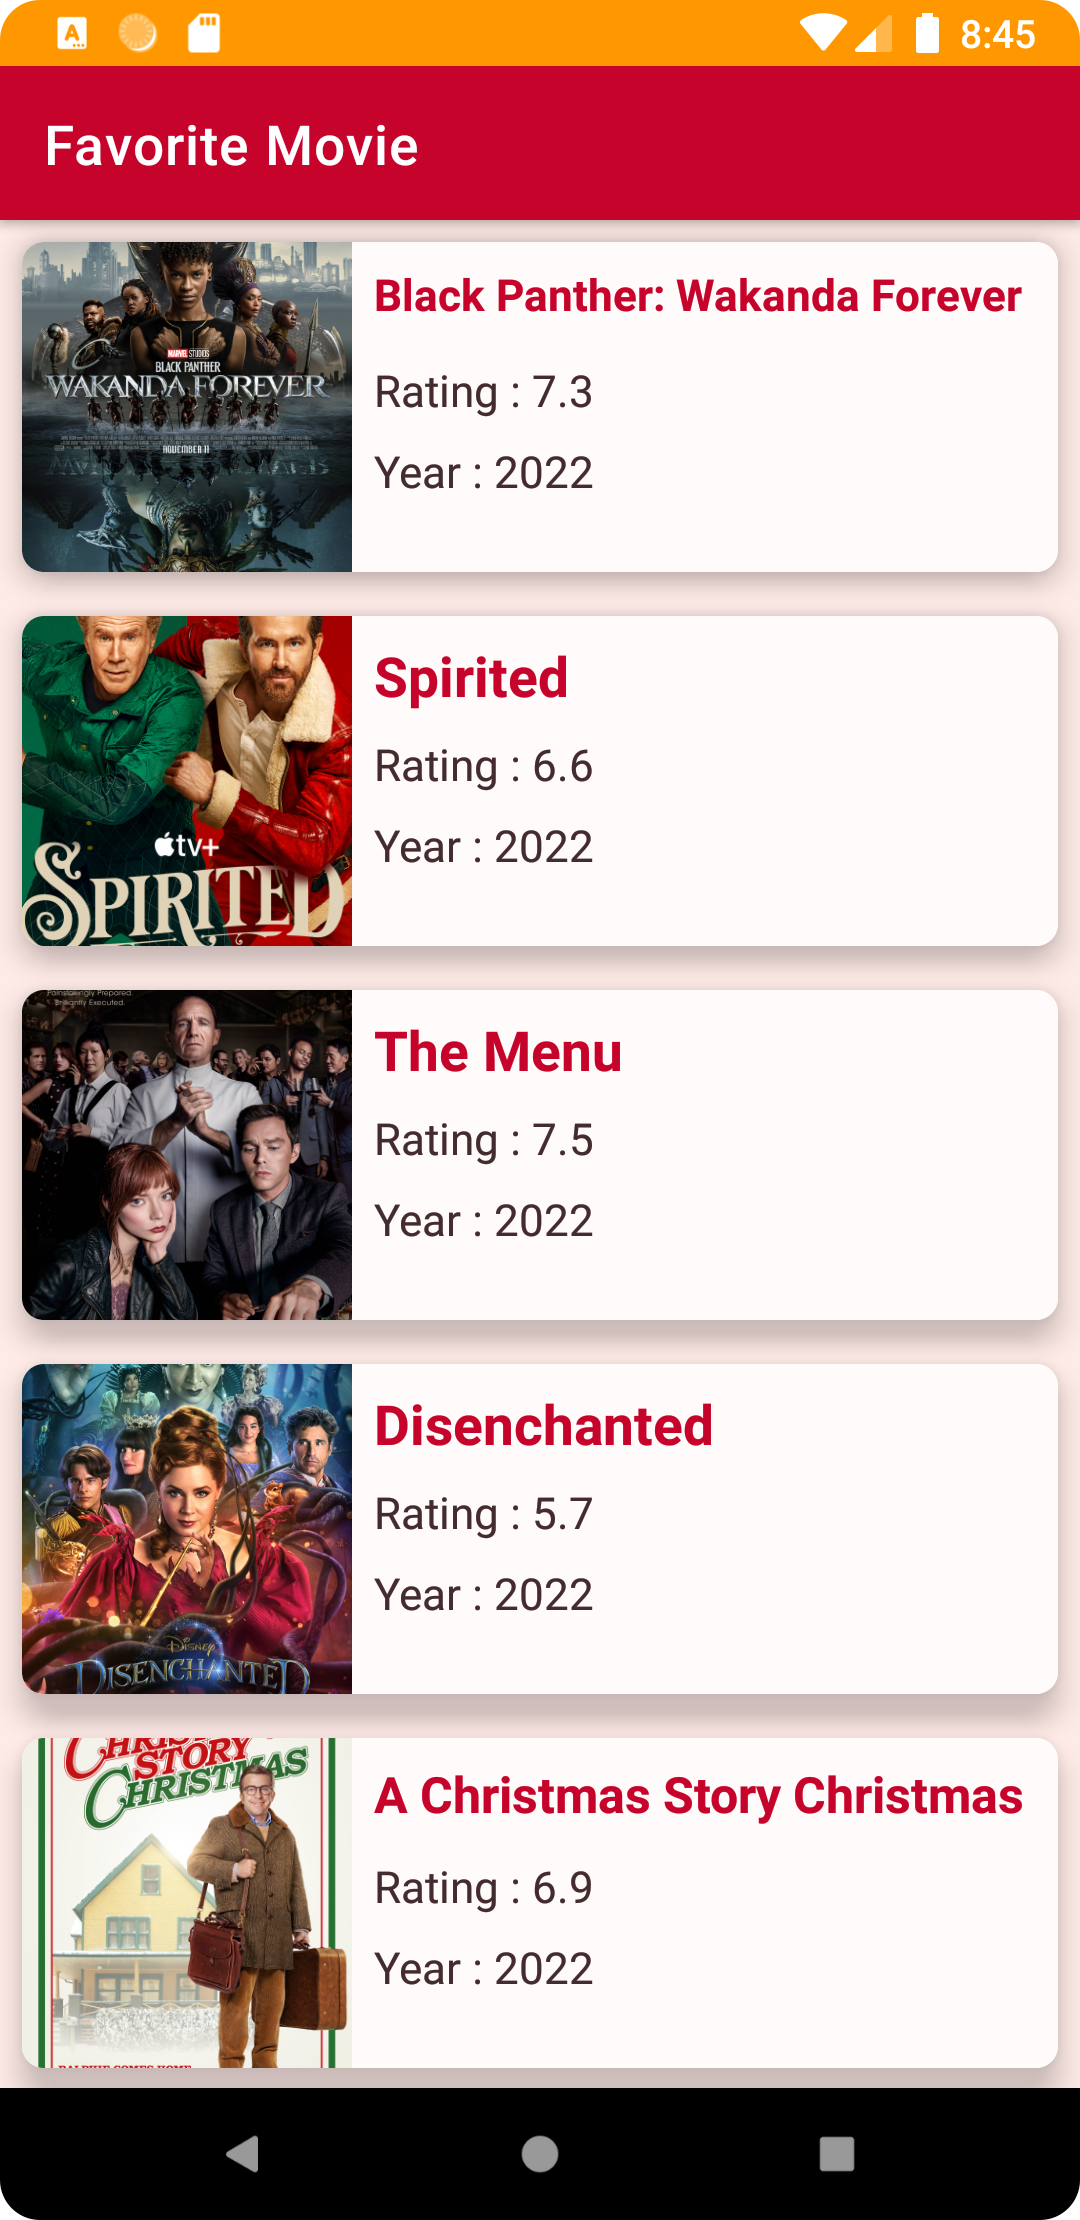 8:45
Favorite Movie
MARVEL STUDIOS
BLACK PANTHER
WAKANDA FOREVER
NOVEMBER 11
Black Panther: Wakanda Forever
Rating : 7.3
Year : 2022
tv+
SPIRITED
Spirited
Rating : 6.6
Year : 2022
Painstakingly Prepared.
Brilliantly Executed.
The Menu
Rating : 7.5
Year : 2022
Disney
DISENCHANTED
Disenchanted
Rating : 5.7
Year : 2022
STORY
CHRISTMAS
A Christmas Story Christmas
Rating : 6.9
Year : 2022